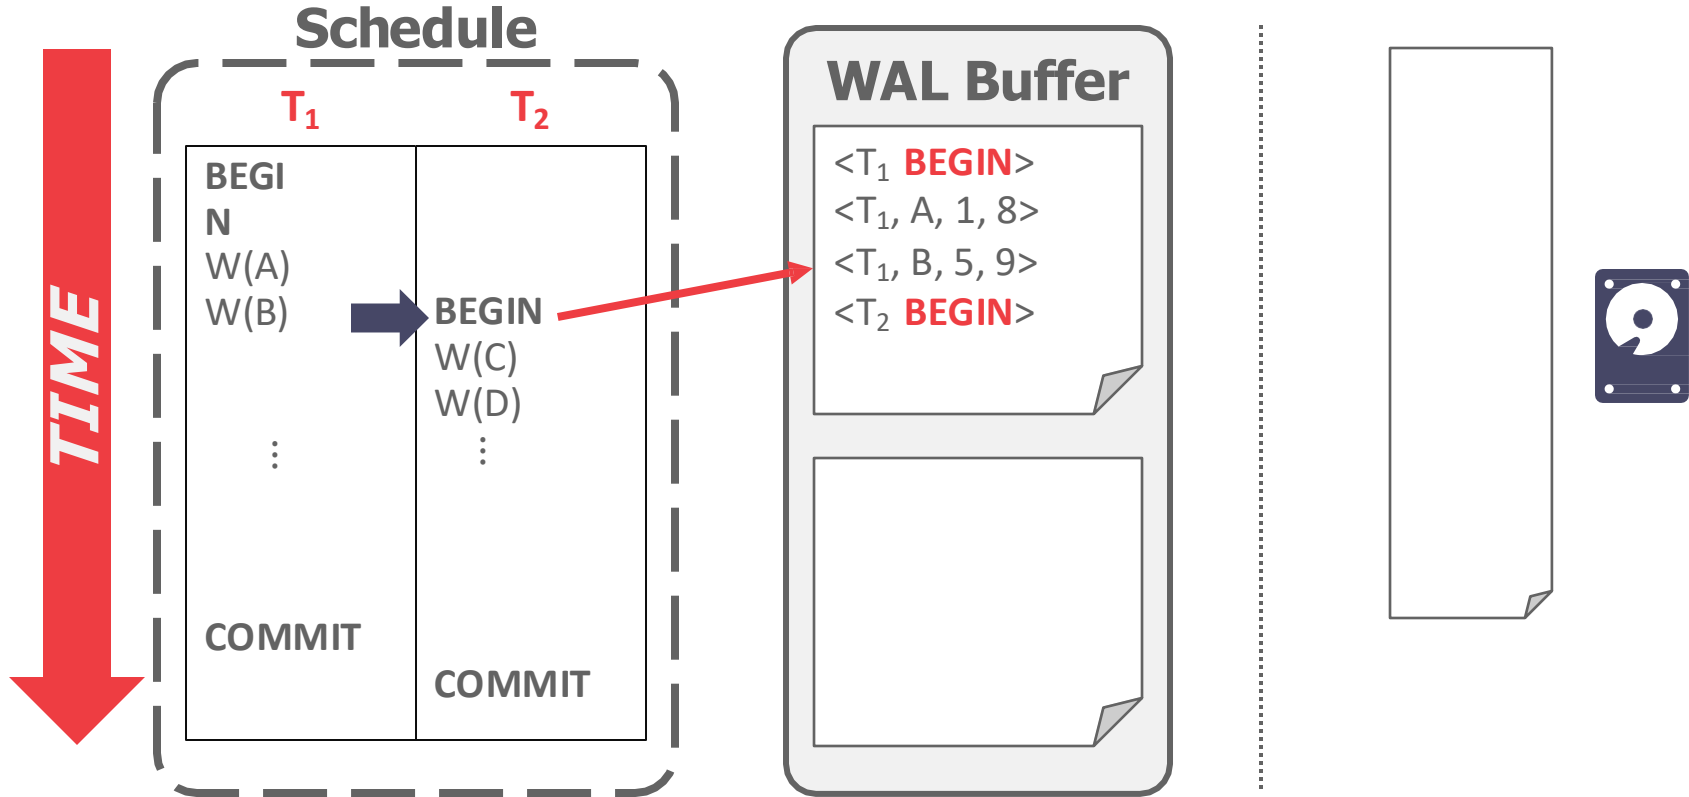 Schedule
TIME
T₁ T₂
BEGI
N
W(A)
W(B)
⋮
COMMIT
BEGIN
W(C)
W(D)
⋮
COMMIT
WAL Buffer
<T₁ BEGIN>
<T₁, A, 1, 8>
<T₁, B, 5, 9>
<T₂ BEGIN>